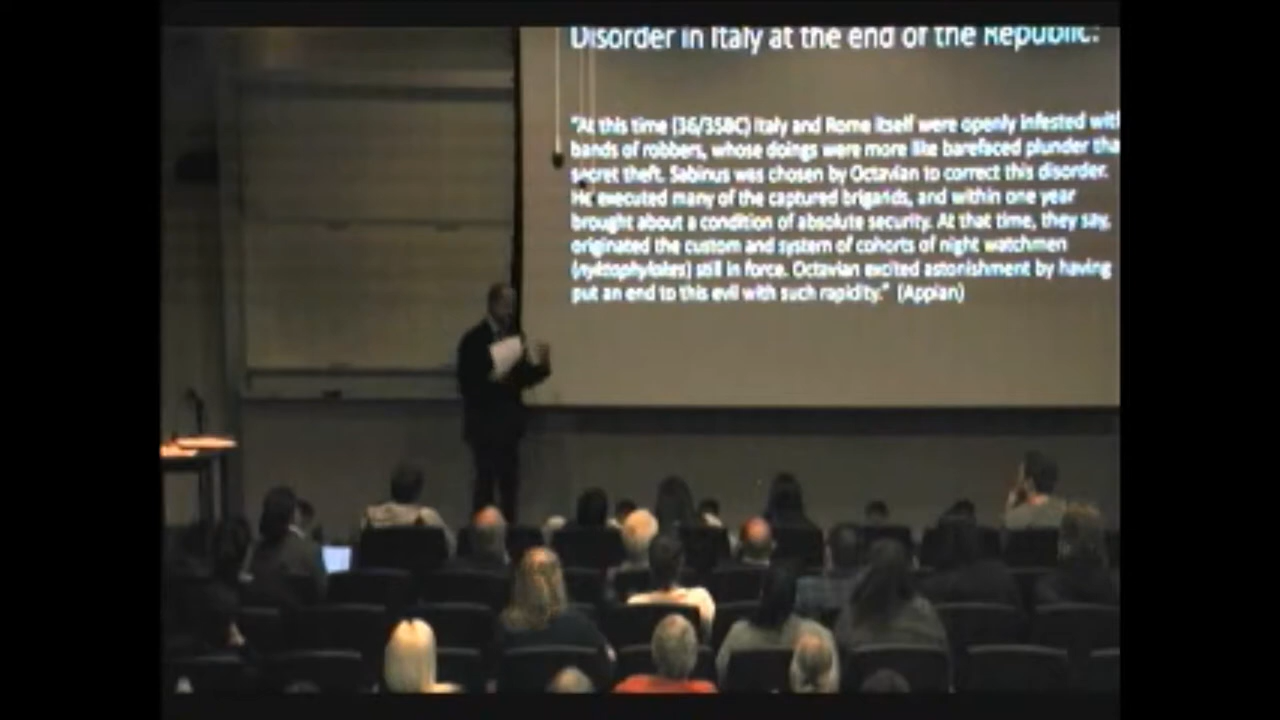 Disorder in Italy at the end of the Republic:
"At this time (36/35BC) Italy and Rome itself were openly infested with
bands of robbers, whose doings were more like barefaced plunder tha
secret theft. Sabinus was chosen by Octavian to correct this disorder.
He executed many of the captured brigands, and within one year
brought about a condition of absolute security. At that time, they say,
originated the custom and system of cohorts of night watchmen
(nyktophylakes) still in force. Octavian excited astonishment by having
put an end to this evil with such rapidity." (Appian)